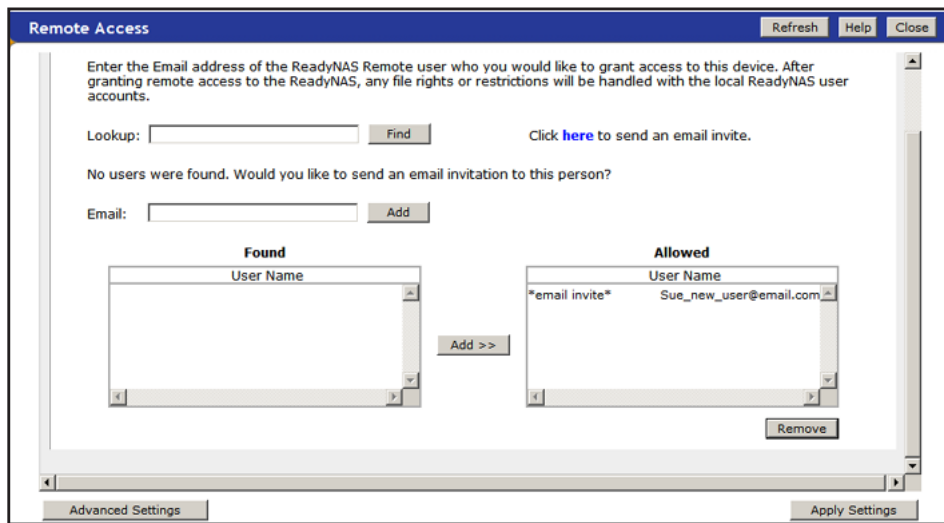 Remote Access
Refresh Help Close
Enter the Email address of the ReadyNAS Remote user who you would like to grant access to this device. After
granting remote access to the ReadyNAS, any file rights or restrictions will be handled with the local ReadyNAS user
accounts.
Lookup: Find Click here to send an email invite.
No users were found. Would you like to send an email invitation to this person?
Email: Add
Found Allowed
User Name User Name
*email invite* Sue_new_user@email.com
Add >>
Remove
Advanced Settings Apply Settings